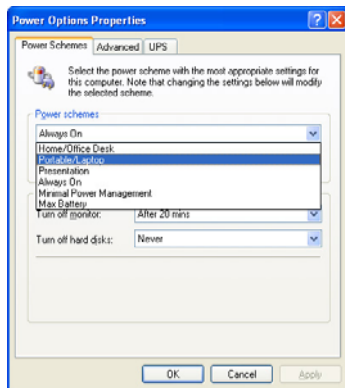 Power Options Properties
Power Schemes Advanced UPS
Select the power scheme with the most appropriate settings for
this computer. Note that changing the settings below will modify
the selected scheme.
Power schemes
Always On
Home/Office Desk
Portable/Laptop
Presentation
Always On
Minimal Power Management
Max Battery
Turn off monitor: After 20 mins
Turn off hard disks: Never
OK Cancel Apply